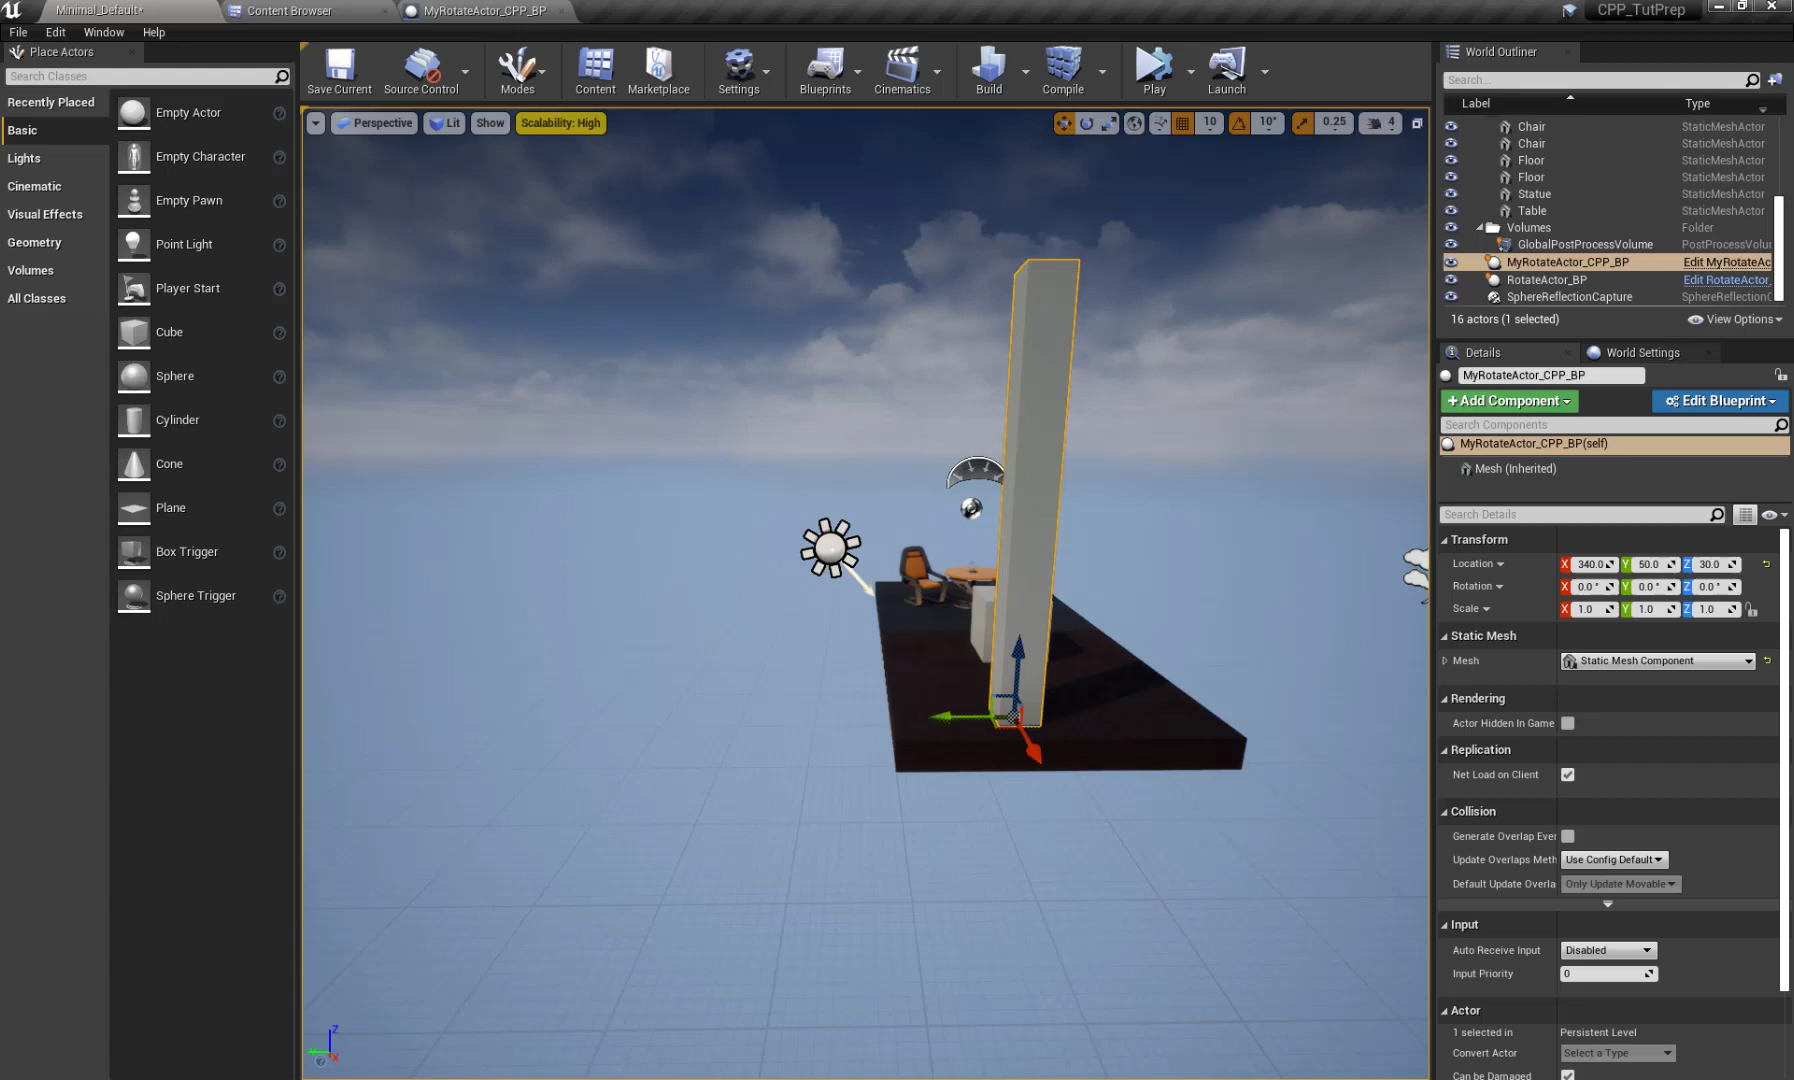 Minimal_Default*
Content Browser
MyRotateActor_CPP_BP
CPP_TutPrep
File Edit Window Help
Place Actors
Search Classes
Recently Placed
Basic
Lights
Cinematic
Visual Effects
Geometry
Volumes
All Classes
Empty Actor
Empty Character
Empty Pawn
Point Light
Player Start
Cube
Sphere
Cylinder
Cone
Plane
Box Trigger
Sphere Trigger
Save Current
Source Control
Modes
Content
Marketplace
Settings
Blueprints
Cinematics
Build
Compile
Play
Launch
Perspective
Lit
Show
Scalability: High
10
10°
0.25
4
Z
X
World Outliner
Search...
Label Type
Chair StaticMeshActor
Chair StaticMeshActor
Floor StaticMeshActor
Floor StaticMeshActor
Statue StaticMeshActor
Table StaticMeshActor
Volumes Folder
GlobalPostProcessVolume PostProcessVolu
MyRotateActor_CPP_BP Edit MyRotateAc
RotateActor_BP Edit RotateActor_
SphereReflectionCapture SphereReflectionC
16 actors (1 selected) View Options
Details
World Settings
MyRotateActor_CPP_BP
+Add Component
Edit Blueprint
Search Components
MyRotateActor_CPP_BP(self)
Mesh (Inherited)
Search Details
Transform
Location X 340.0 Y 50.0 Z 30.0
Rotation X 0.0 ° Y 0.0 ° Z 0.0 °
Scale X 1.0 Y 1.0 Z 1.0
Static Mesh
Mesh Static Mesh Component
Rendering
Actor Hidden In Game
Replication
Net Load on Client
Collision
Generate Overlap Ever
Update Overlaps Meth Use Config Default
Default Update Overla Only Update Movable
Input
Auto Receive Input Disabled
Input Priority 0
Actor
1 selected in Persistent Level
Convert Actor Select a Type
Can be Damaged